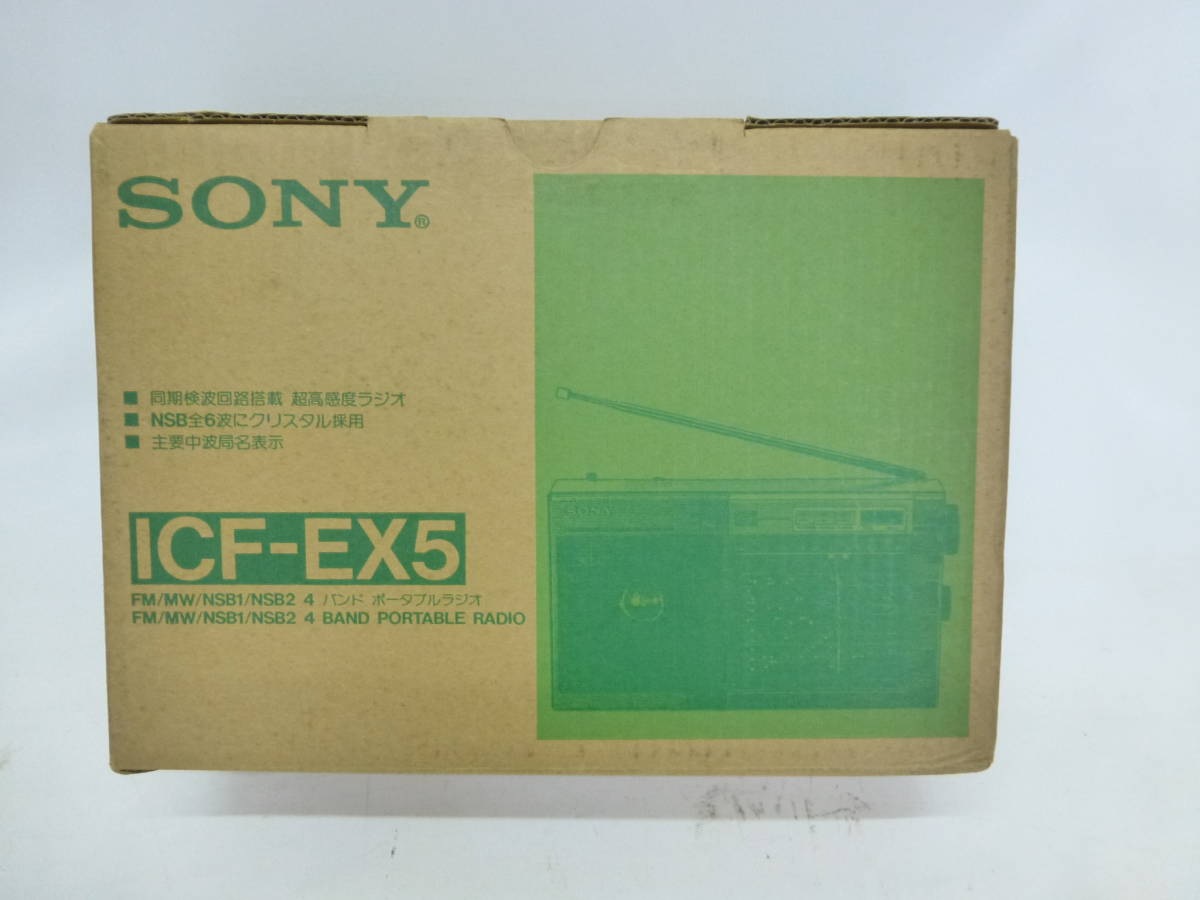 SONY®
■ 同期検波回路搭載 超高感度ラジオ
■ NSB全6波にクリスタル採用
■ 主要中波局名表示
ICF-EX5
FM/MW/NSB1/NSB2 4 バンド ポータブルラジオ
FM/MW/NSB1/NSB2 4 BAND PORTABLE RADIO
SONY